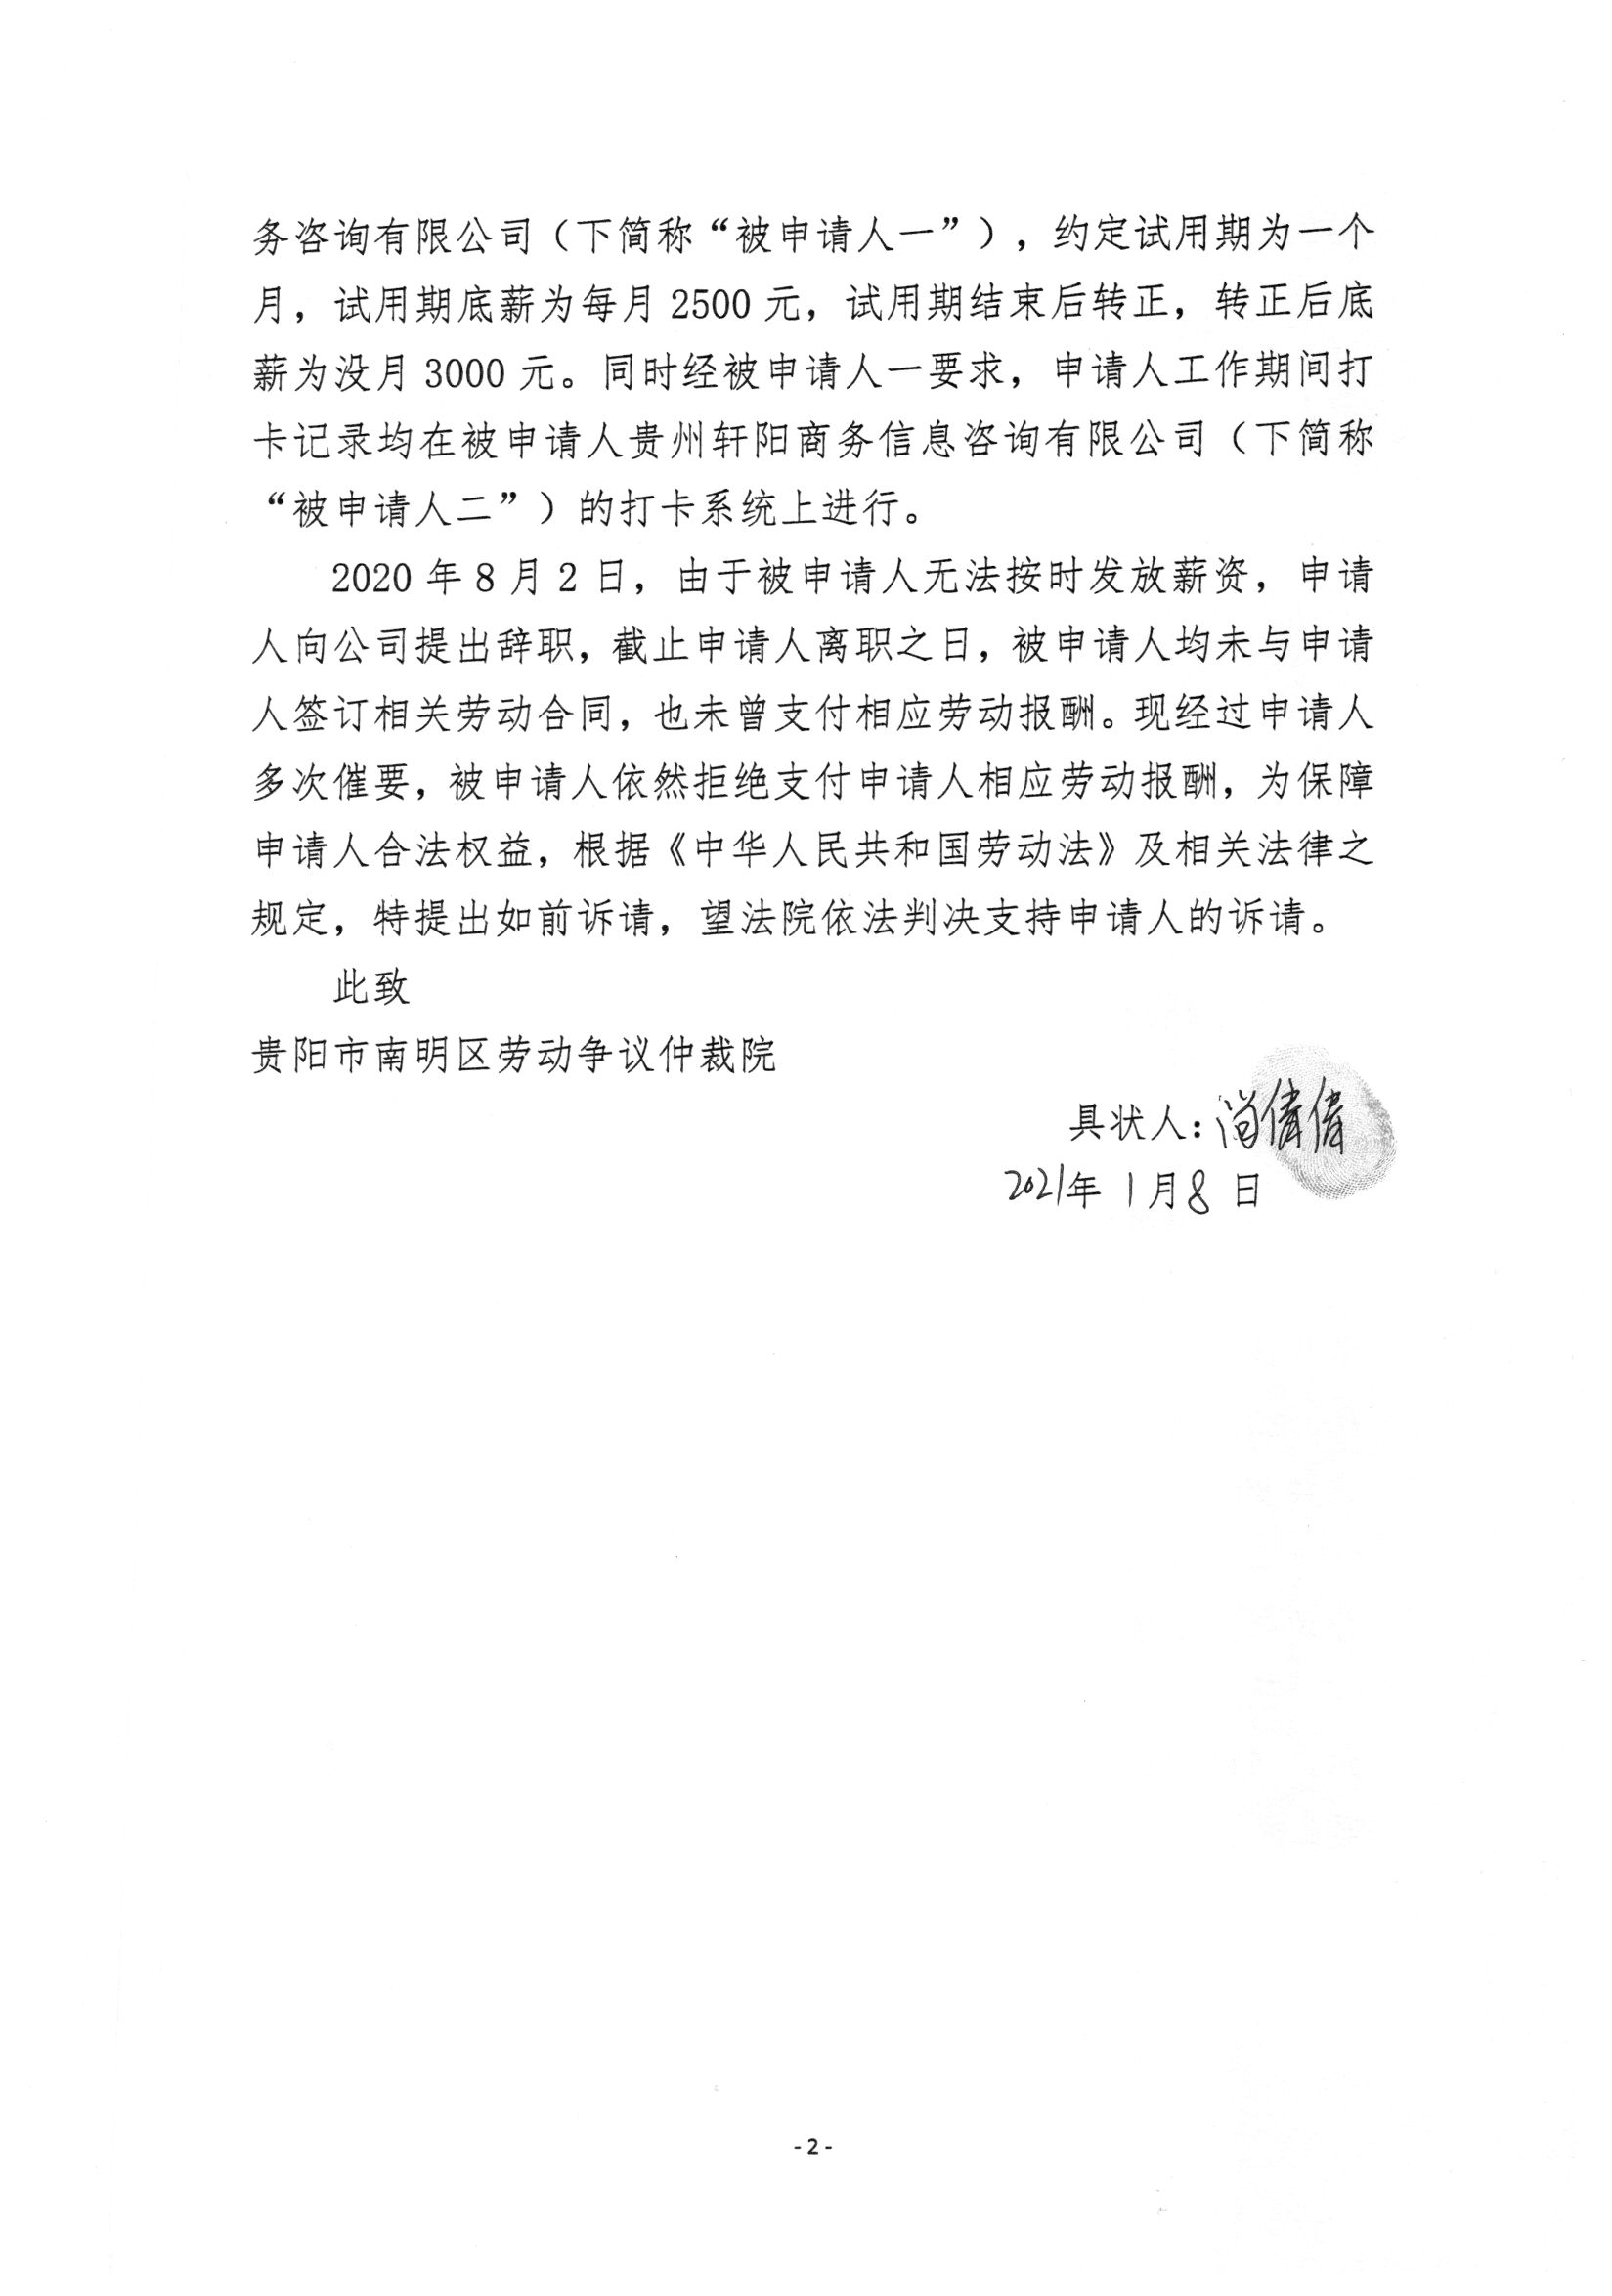 务咨询有限公司（下简称“被申请人一”），约定试用期为一个
月，试用期底薪为每月 2500 元，试用期结束后转正，转正后底
薪为没月 3000 元。同时经被申请人一要求，申请人工作期间打
卡记录均在被申请人贵州轩阳商务信息咨询有限公司（下简称
“被申请人二”）的打卡系统上进行。
2020 年 8 月 2 日，由于被申请人无法按时发放薪资，申请
人向公司提出辞职，截止申请人离职之日，被申请人均未与申请
人签订相关劳动合同，也未曾支付相应劳动报酬。现经过申请人
多次催要，被申请人依然拒绝支付申请人相应劳动报酬，为保障
申请人合法权益，根据《中华人民共和国劳动法》及相关法律之
规定，特提出如前诉请，望法院依法判决支持申请人的诉请。
此致
贵阳市南明区劳动争议仲裁院
具状人：
2021年 1月8 日
-2-